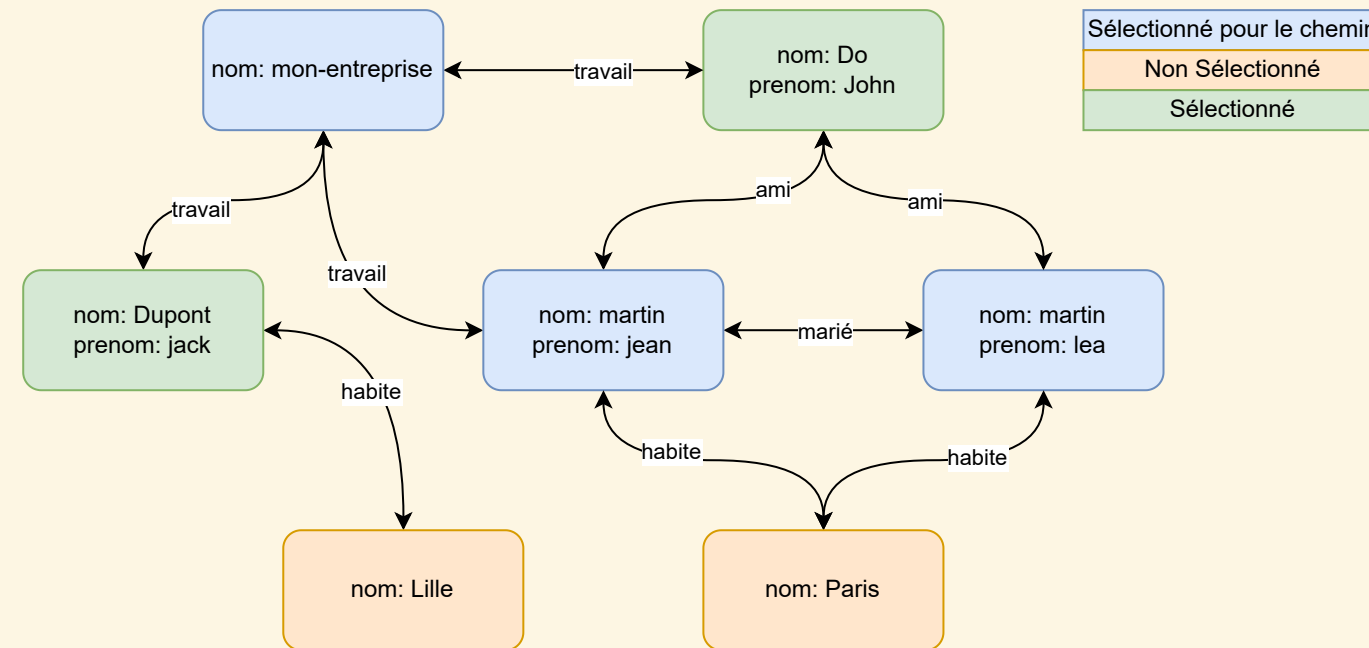 nom: mon-entreprise
travail
nom: Do
prenom: John
Sélectionné pour le chemin
Non Sélectionné
Sélectionné
travail
travail
ami
ami
nom: Dupont
prenom: jack
nom: martin
prenom: jean
marié
nom: martin
prenom: lea
habite
habite
habite
nom: Lille
nom: Paris